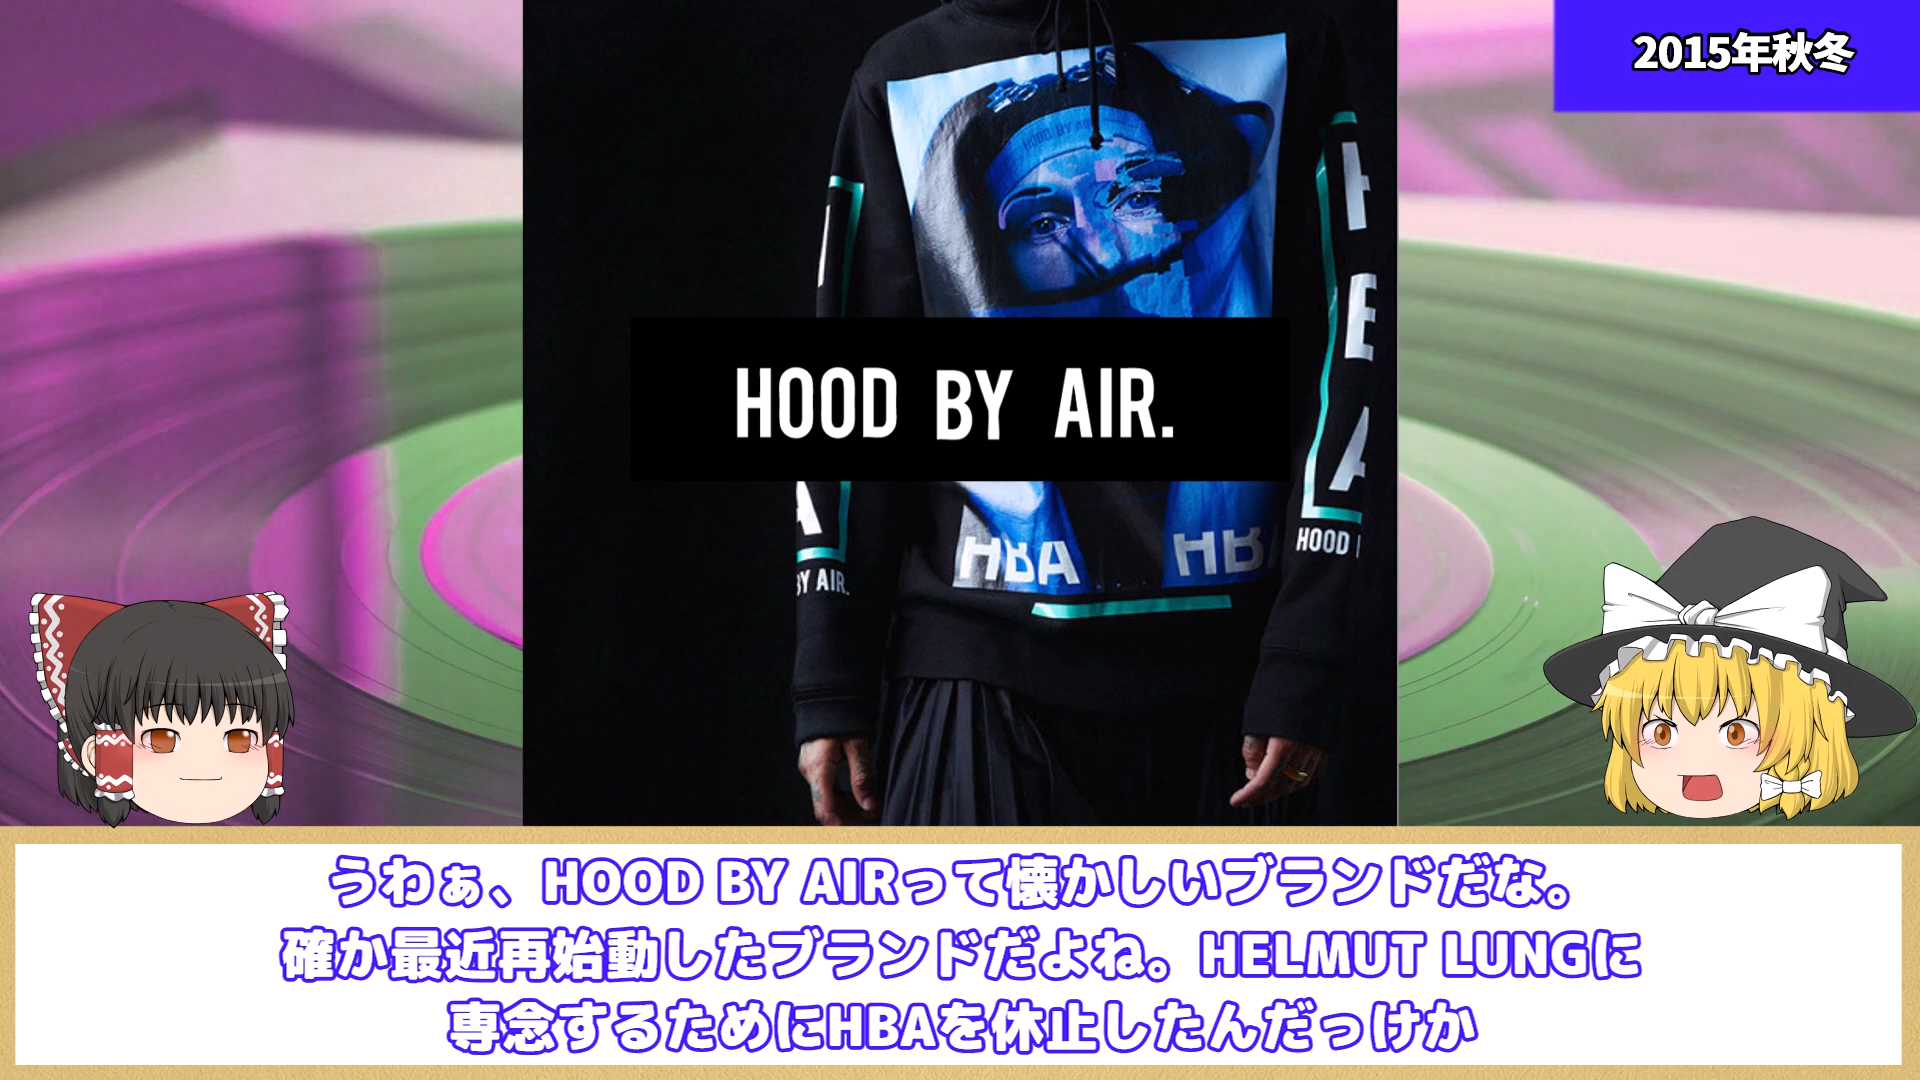 2015年秋冬
HOOD BY AIR.
HBA
HB
HOOD
BY AIR.
うわぁ、HOOD BY AIRって懐かしいブランドだな。
確か最近再始動したブランドだよね。HELMUT LUNGに
専念するためにHBAを休止したんだっけか